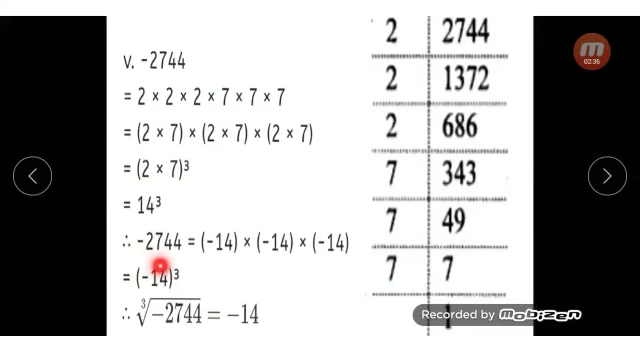 v. -2744
= 2 × 2 × 2 × 7 × 7 × 7
= (2 × 7) × (2 × 7) × (2 × 7)
= (2 × 7)³
= 14³
∴ -2744 = (-14) × (-14) × (-14)
= (-14)³
∴ ∛-2744 = -14
2 2744
2 1372
2 686
7 343
7 49
7 7
1
02:36
Recorded by mobizen